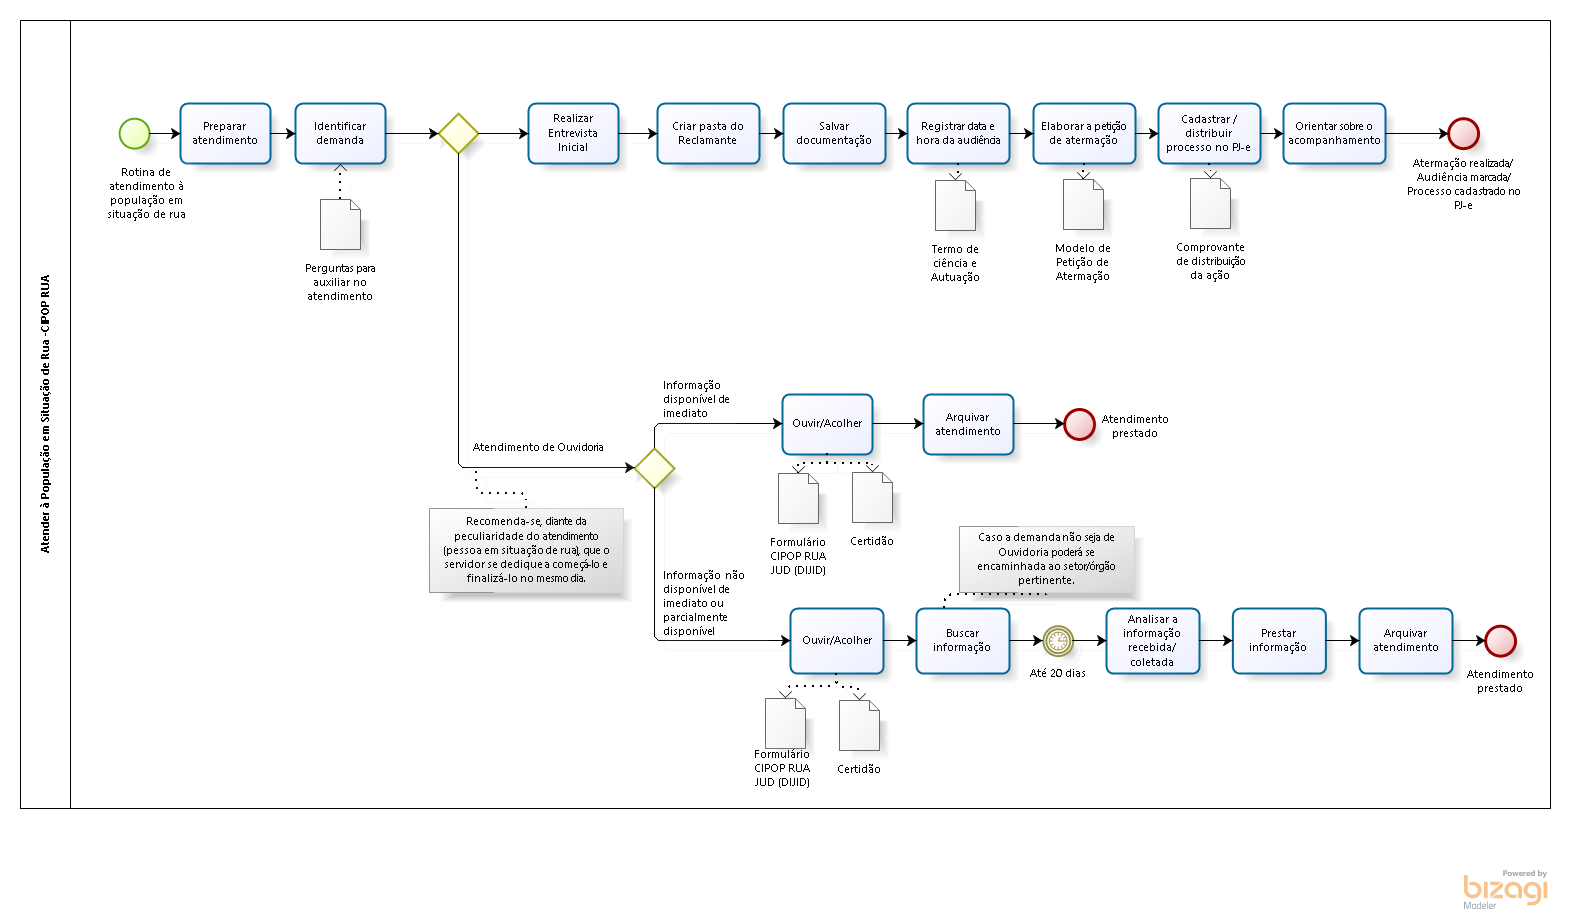 Atender à População em Situação de Rua -CIPOP RUA
Rotina de
atendimento à
população em
situação de rua
Preparar
atendimento
Identificar
demanda
Perguntas para
auxiliar no
atendimento
Realizar
Entrevista
Inicial
Criar pasta do
Reclamante
Salvar
documentação
Registrar data e
hora da audiência
Termo de
ciência e
Autuação
Elaborar a petição
de atermação
Modelo de
Petição de
Atermação
Cadastrar /
distribuir
processo no PJ-e
Comprovante
de distribuição
da ação
Orientar sobre o
acompanhamento
Atermação realizada/
Audiência marcada/
Processo cadastrado no
PJ-e
Atendimento de Ouvidoria
Recomenda-se, diante da
peculiaridade do atendimento
(pessoa em situação de rua), que o
servidor se dedique a começá-lo e
finalizá-lo no mesmo dia.
Informação
disponível de
imediato
Ouvir/Acolher
Formulário
CIPOP RUA
JUD (DIJID)
Certidão
Arquivar
atendimento
Atendimento
prestado
Informação não
disponível de
imediato ou
parcialmente
disponível
Ouvir/Acolher
Formulário
CIPOP RUA
JUD (DIJID)
Certidão
Caso a demanda não seja de
Ouvidoria poderá se
encaminhada ao setor/órgão
pertinente.
Buscar
informação
Até 20 dias
Analisar a
informação
recebida/
coletada
Prestar
informação
Arquivar
atendimento
Atendimento
prestado
Powered by
bizagi
Modeler